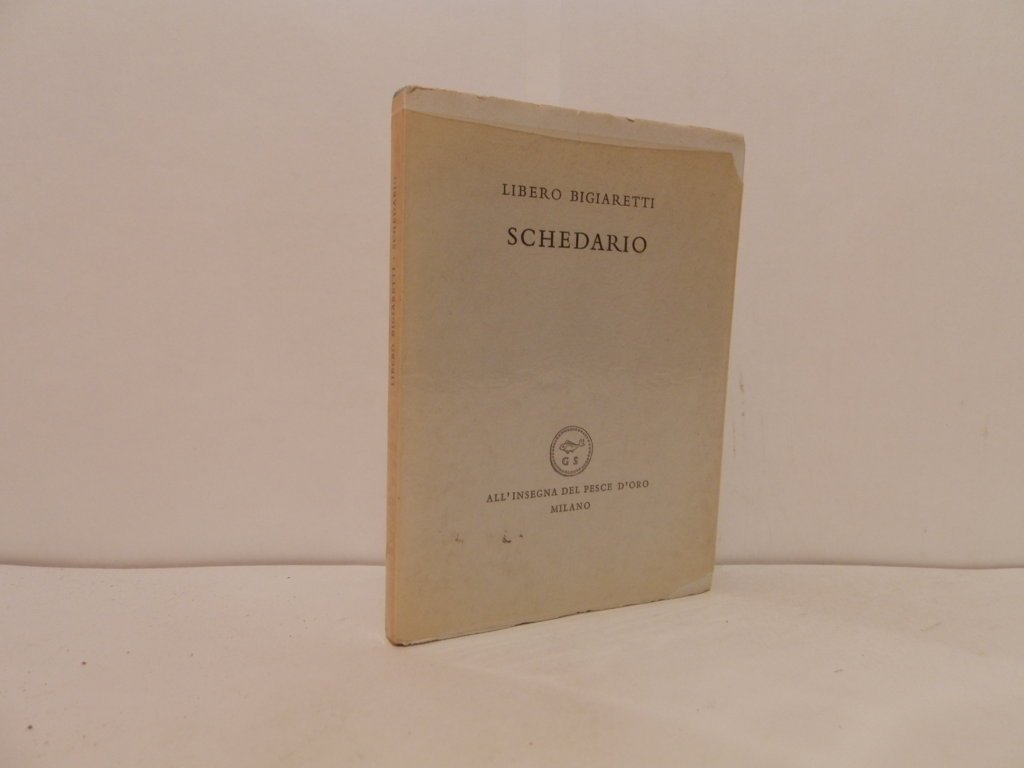 LIBERO BIGIARETTI
SCHEDARIO
G S
ALL'INSEGNA DEL PESCE D'ORO
MILANO
LIBERO BIGIARETTI - SCHEDARIO